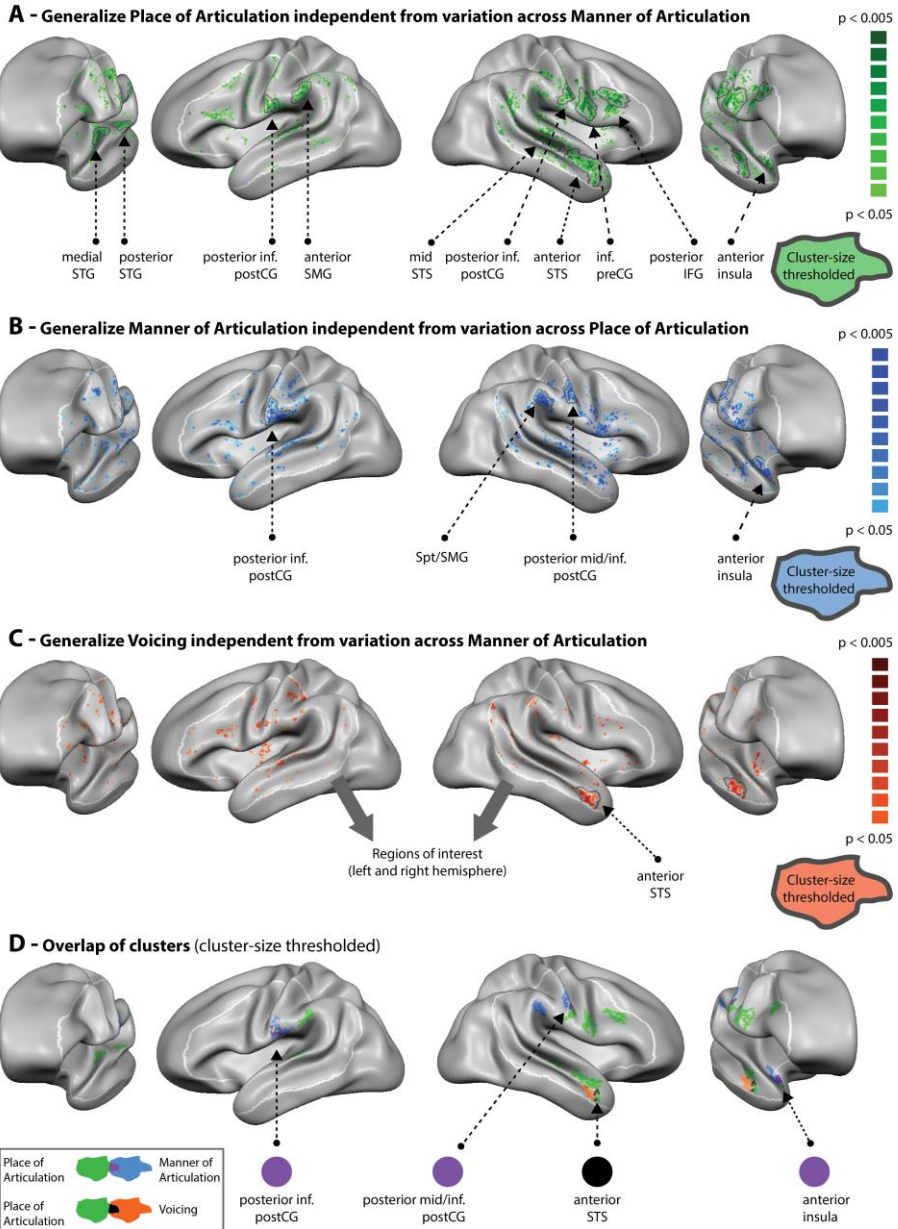 A - Generalize Place of Articulation independent from variation across Manner of Articulation
p < 0.005
p < 0.05
medial
STG
posterior
STG
posterior inf.
postCG
anterior
SMG
mid
STS
posterior inf.
postCG
anterior
STS
inf.
preCG
posterior
IFG
anterior
insula
Cluster-size
thresholded
B - Generalize Manner of Articulation independent from variation across Place of Articulation
p < 0.005
p < 0.05
posterior inf.
postCG
Spt/SMG
posterior mid/inf.
postCG
anterior
insula
Cluster-size
thresholded
C - Generalize Voicing independent from variation across Manner of Articulation
p < 0.005
p < 0.05
Regions of interest
(left and right hemisphere)
anterior
STS
Cluster-size
thresholded
D - Overlap of clusters (cluster-size thresholded)
Place of
Articulation
Manner of
Articulation
Place of
Articulation
Voicing
posterior inf.
postCG
posterior mid/inf.
postCG
anterior
STS
anterior
insula